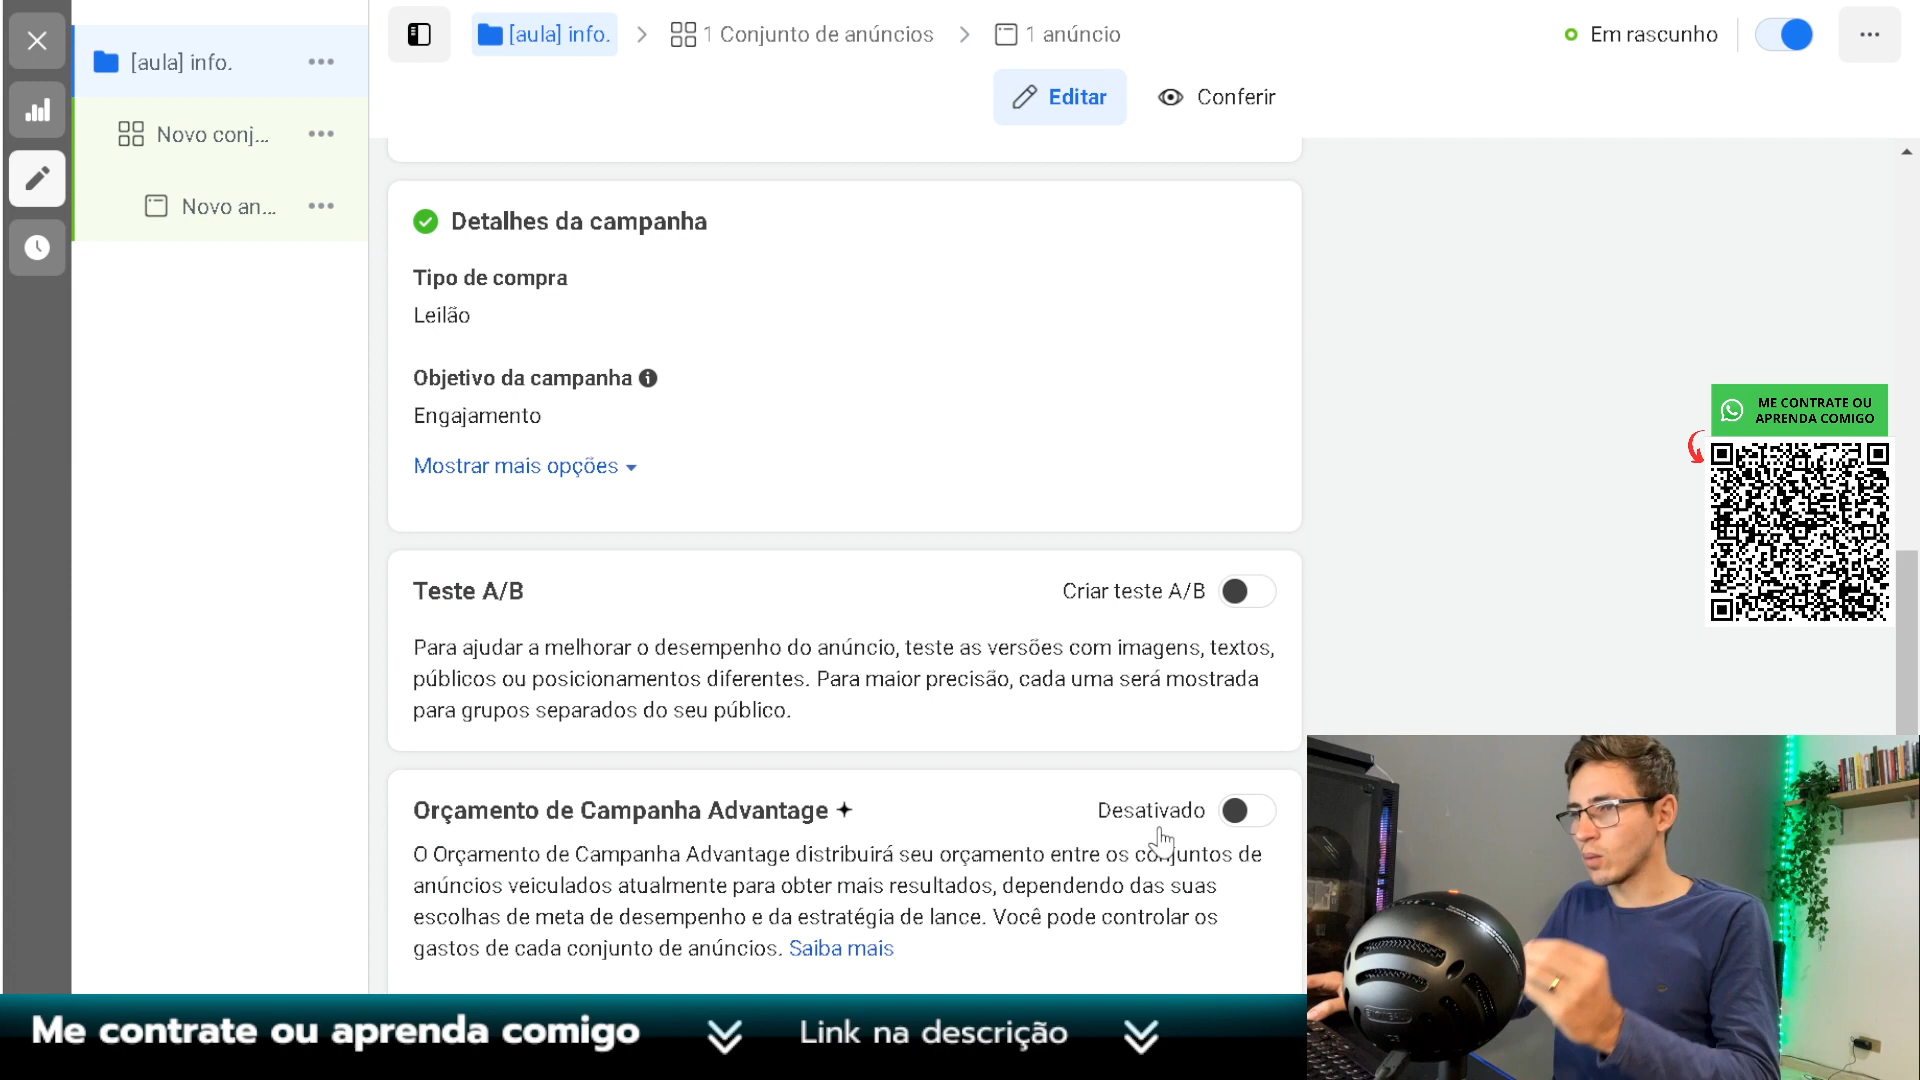 [aula] info.
Novo conj...
Novo an...
[aula] info.
1 Conjunto de anúncios
1 anúncio
Em rascunho
Editar
Conferir
Detalhes da campanha
Tipo de compra
Leilão
Objetivo da campanha
Engajamento
Mostrar mais opções
Teste A/B
Criar teste A/B
Para ajudar a melhorar o desempenho do anúncio, teste as versões com imagens, textos,
públicos ou posicionamentos diferentes. Para maior precisão, cada uma será mostrada
para grupos separados do seu público.
Orçamento de Campanha Advantage +
Desativado
O Orçamento de Campanha Advantage distribuirá seu orçamento entre os conjuntos de
anúncios veiculados atualmente para obter mais resultados, dependendo das suas
escolhas de meta de desempenho e da estratégia de lance. Você pode controlar os
gastos de cada conjunto de anúncios. Saiba mais
ME CONTRATE OU
APRENDA COMIGO
Me contrate ou aprenda comigo
Link na descrição